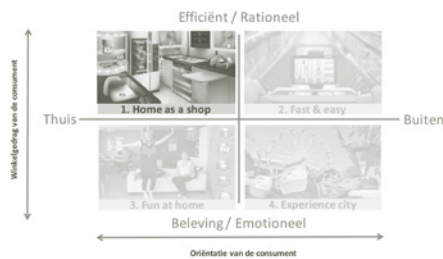 Efficiënt / Rationeel
Winkelgedrag van de consument
1. Home as a shop
2. Fast & easy
Thuis
Buiten
3. Fun at home
4. Experience city
Beleving / Emotioneel
Oriëntatie van de consument